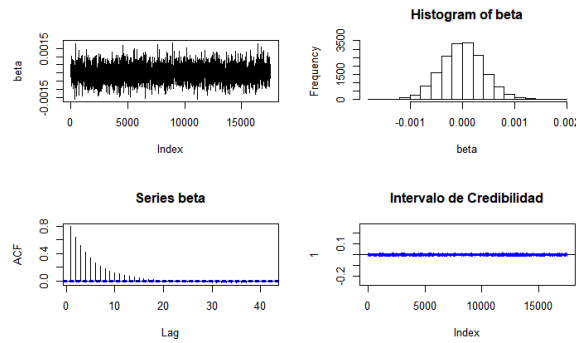 beta
-0.0015 0.0015
0 5000 10000 15000
Index
Histogram of beta
Frequency
0 1500 3500
-0.001 0.000 0.001 0.002
beta
Series beta
ACF
0.0 0.4 0.8
0 10 20 30 40
Lag
Intervalo de Credibilidad
1
-0.2 0.1
0 5000 10000 15000
Index